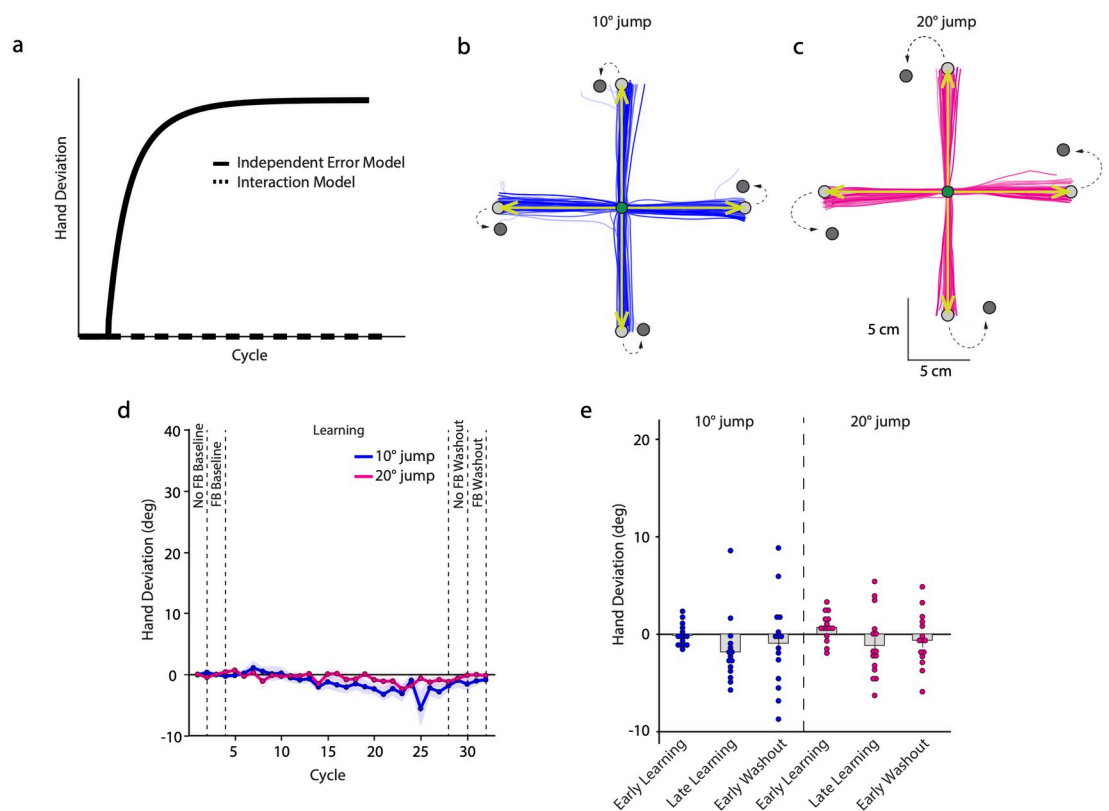 a
Hand Deviation
Independent Error Model
Interaction Model
Cycle
b
10° jump
c
20° jump
5 cm
5 cm
d
Hand Deviation (deg)
40
30
20
10
0
-10
No FB Baseline
FB Baseline
Learning
10° jump
20° jump
No FB Washout
FB Washout
5
10
15
20
25
30
Cycle
e
10° jump
20° jump
Hand Deviation (deg)
20
10
0
-10
Early Learning
Late Learning
Early Washout
Early Learning
Late Learning
Early Washout